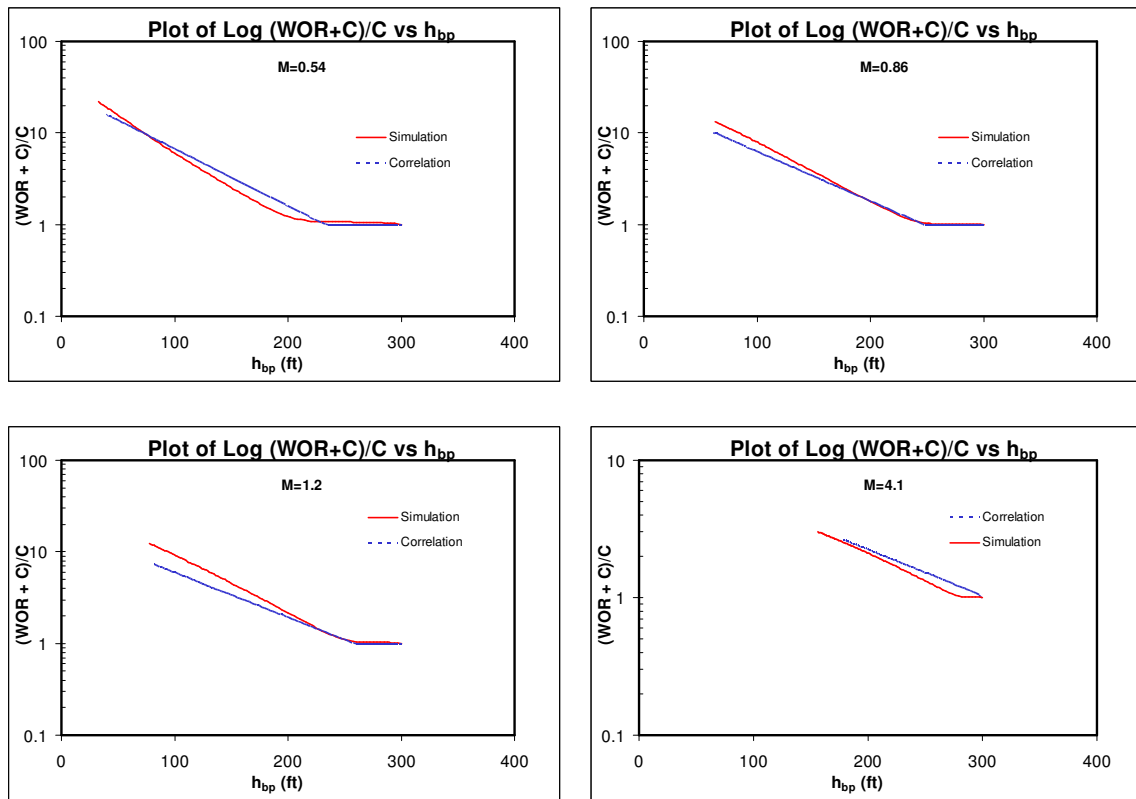 Plot of Log (WOR+C)/C vs hbp
M=0.54
100
10
1
0.1
(WOR + C)/C
Simulation
Correlation
0 100 200 300 400
hbp (ft)
Plot of Log (WOR+C)/C vs hbp
M=0.86
100
10
1
0.1
(WOR + C)/C
Simulation
Correlation
0 100 200 300 400
hbp (ft)
Plot of Log (WOR+C)/C vs hbp
M=1.2
100
10
1
0.1
(WOR + C)/C
Simulation
Correlation
0 100 200 300 400
hbp (ft)
Plot of Log (WOR+C)/C vs hbp
M=4.1
10
1
0.1
(WOR + C)/C
Correlation
Simulation
0 100 200 300 400
hbp (ft)